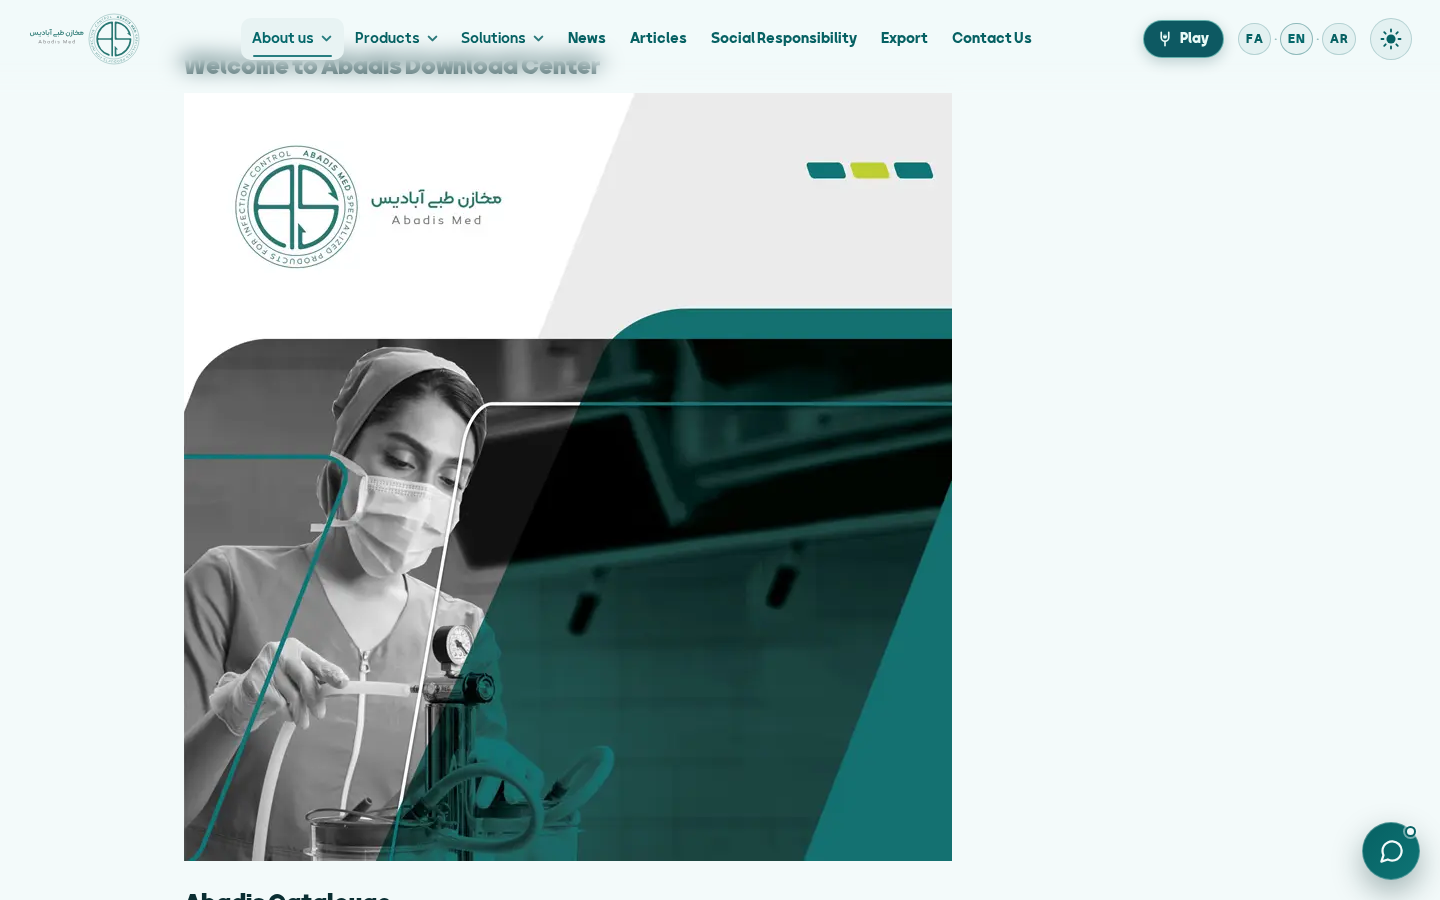 مخازن طبی آبادیس
Abadis Med
About us
Products
Solutions
News
Articles
Social Responsibility
Export
Contact Us
Play
FA · EN · AR
Welcome to Abadis Download Center
ABADIS MED SPECIALIZED PRODUCTS FOR INFECTION CONTROL
مخازن طبی آبادیس
Abadis Med
Abadis Catalouge